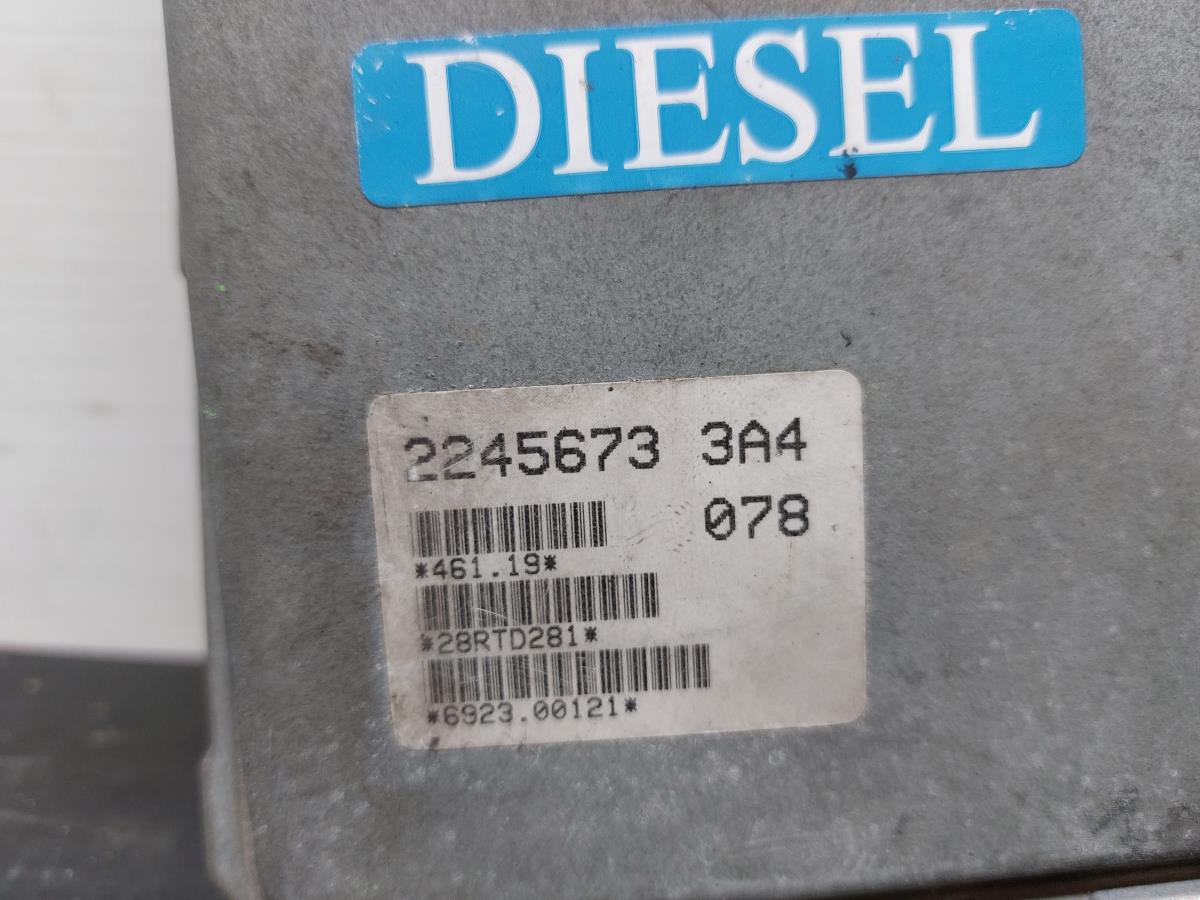 DIESEL
2245673 3A4
078
*461.19*
*28RTD281*
*6923.00121*